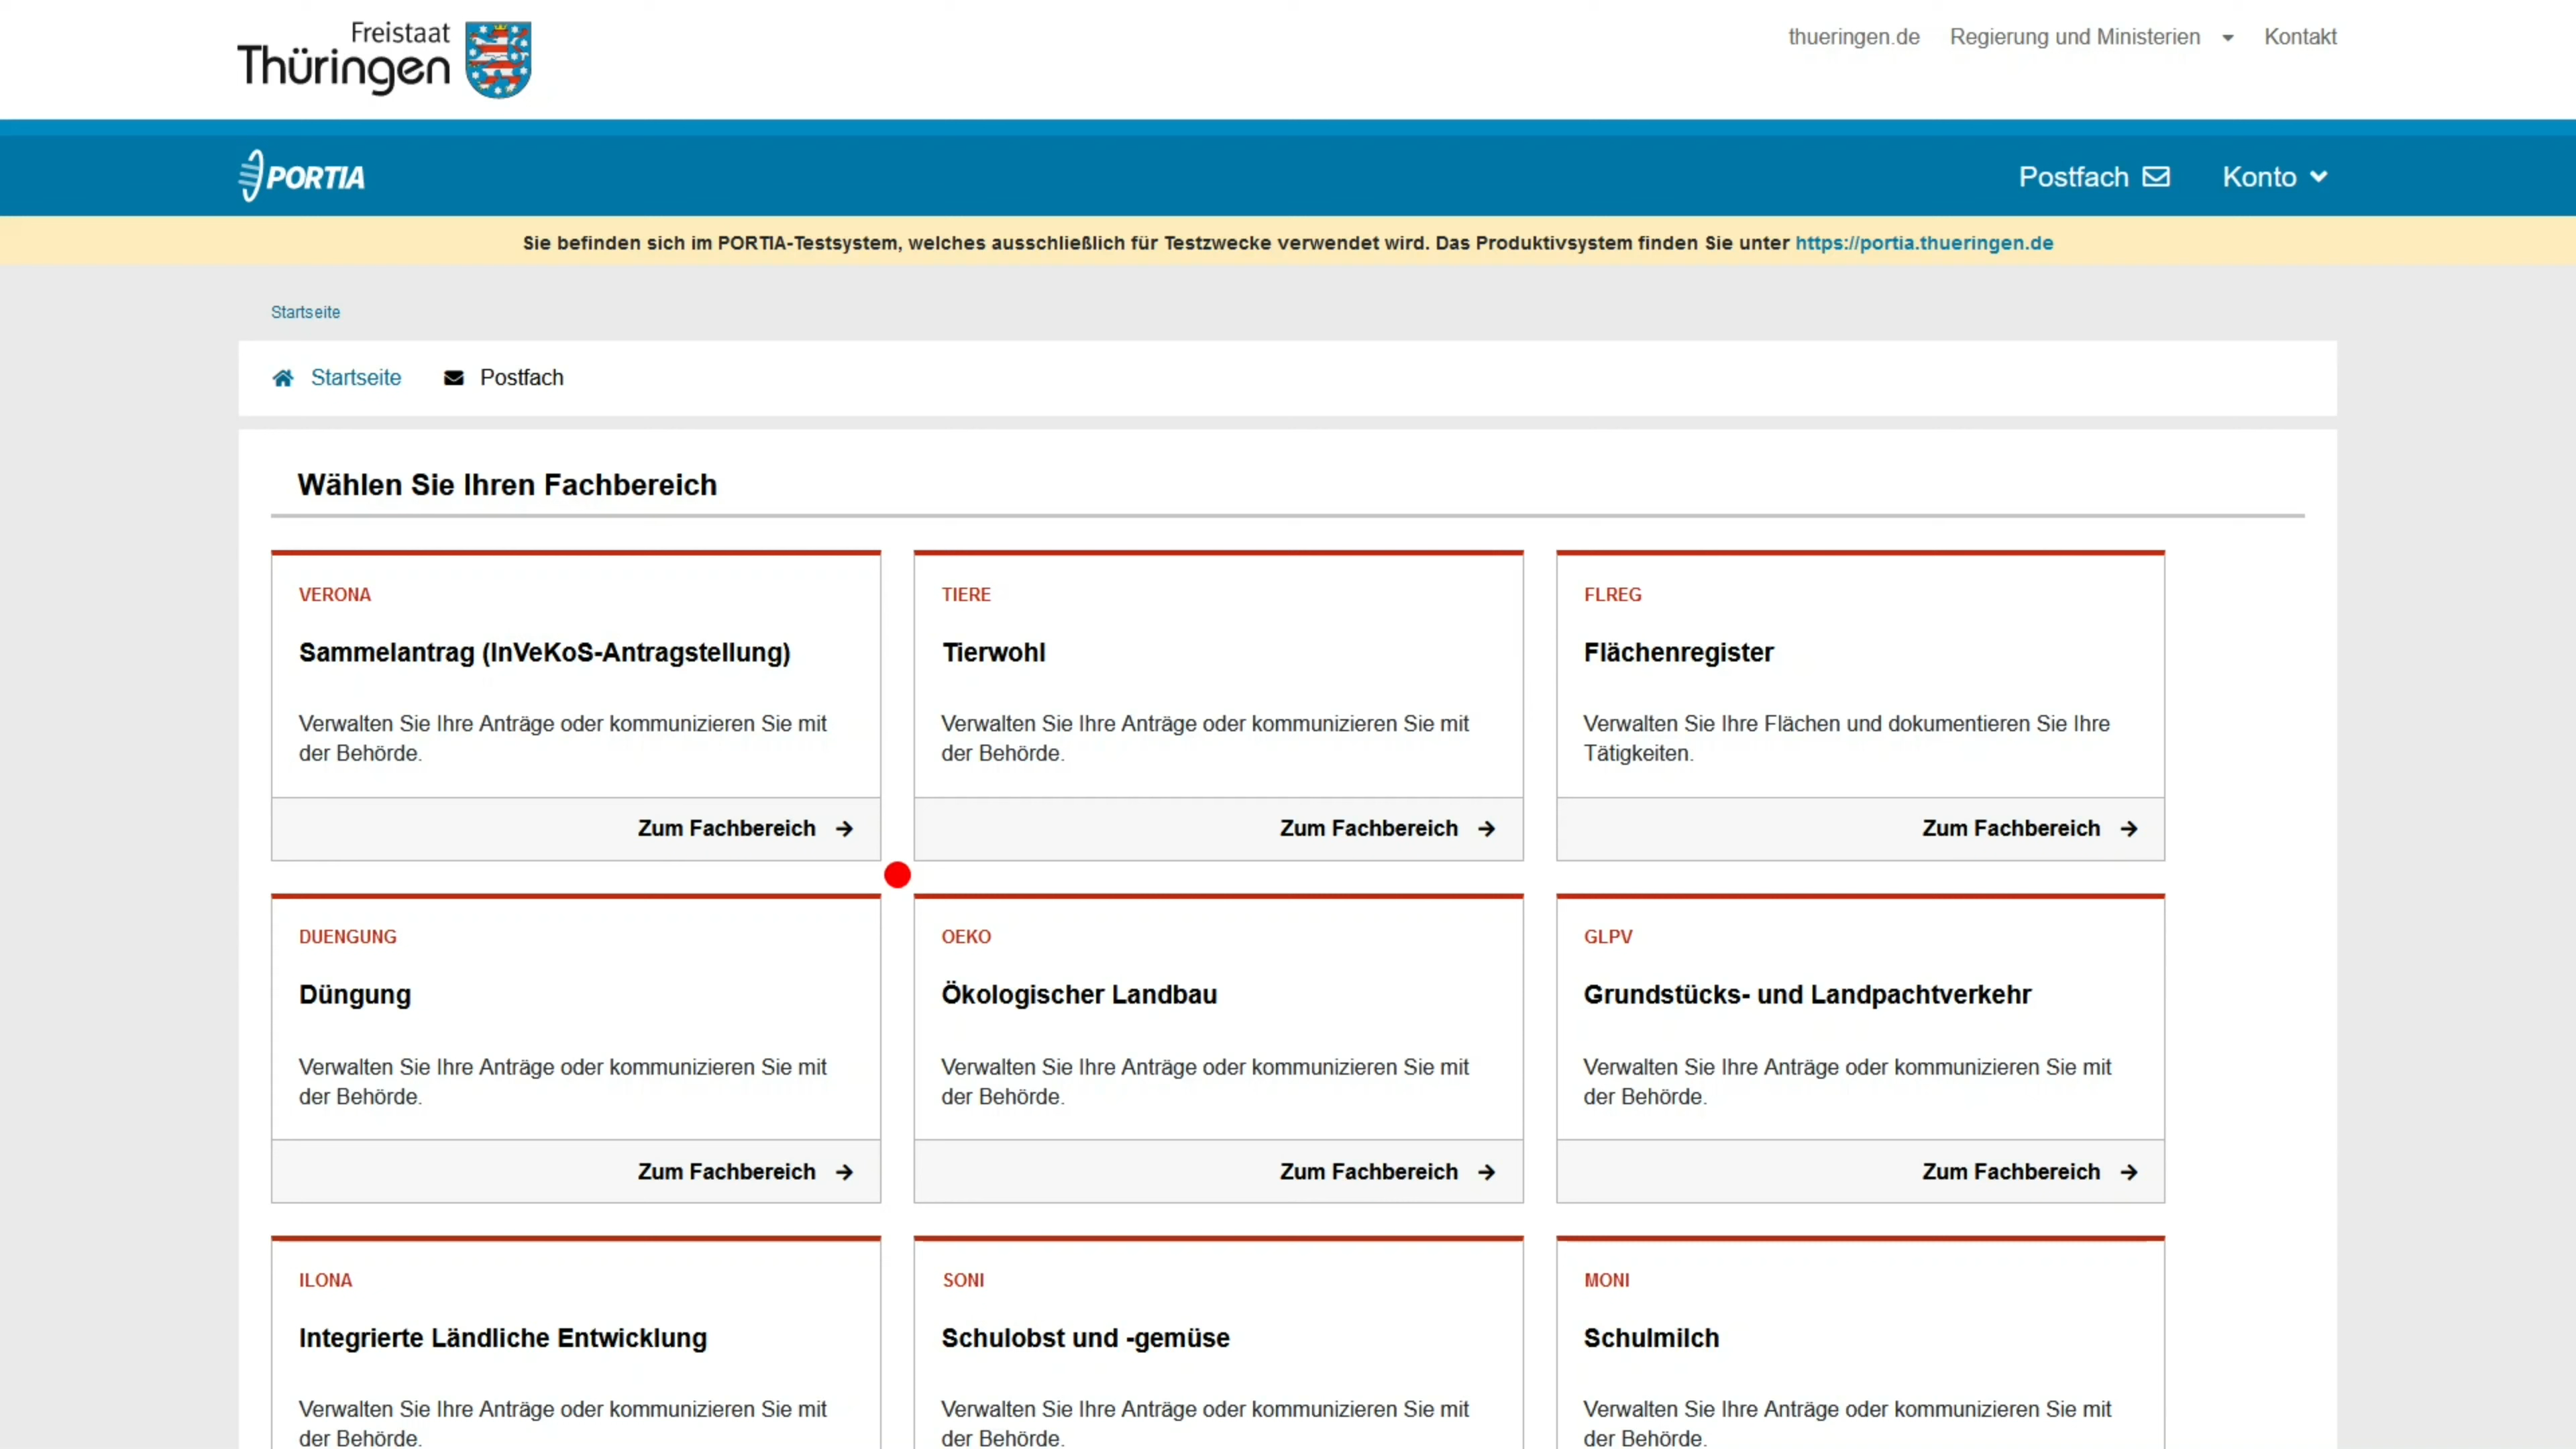 Freistaat
Thüringen
thueringen.de Regierung und Ministerien Kontakt
PORTIA
Postfach Konto
Sie befinden sich im PORTIA-Testsystem, welches ausschließlich für Testzwecke verwendet wird. Das Produktivsystem finden Sie unter https://portia.thueringen.de
Startseite
Startseite Postfach
Wählen Sie Ihren Fachbereich
VERONA
Sammelantrag (InVeKoS-Antragstellung)
Verwalten Sie Ihre Anträge oder kommunizieren Sie mit
der Behörde.
Zum Fachbereich
TIERE
Tierwohl
Verwalten Sie Ihre Anträge oder kommunizieren Sie mit
der Behörde.
Zum Fachbereich
FLREG
Flächenregister
Verwalten Sie Ihre Flächen und dokumentieren Sie Ihre
Tätigkeiten.
Zum Fachbereich
DUENGUNG
Düngung
Verwalten Sie Ihre Anträge oder kommunizieren Sie mit
der Behörde.
Zum Fachbereich
OEKO
Ökologischer Landbau
Verwalten Sie Ihre Anträge oder kommunizieren Sie mit
der Behörde.
Zum Fachbereich
GLPV
Grundstücks- und Landpachtverkehr
Verwalten Sie Ihre Anträge oder kommunizieren Sie mit
der Behörde.
Zum Fachbereich
ILONA
Integrierte Ländliche Entwicklung
Verwalten Sie Ihre Anträge oder kommunizieren Sie mit
der Behörde.
SONI
Schulobst und -gemüse
Verwalten Sie Ihre Anträge oder kommunizieren Sie mit
der Behörde.
MONI
Schulmilch
Verwalten Sie Ihre Anträge oder kommunizieren Sie mit
der Behörde.